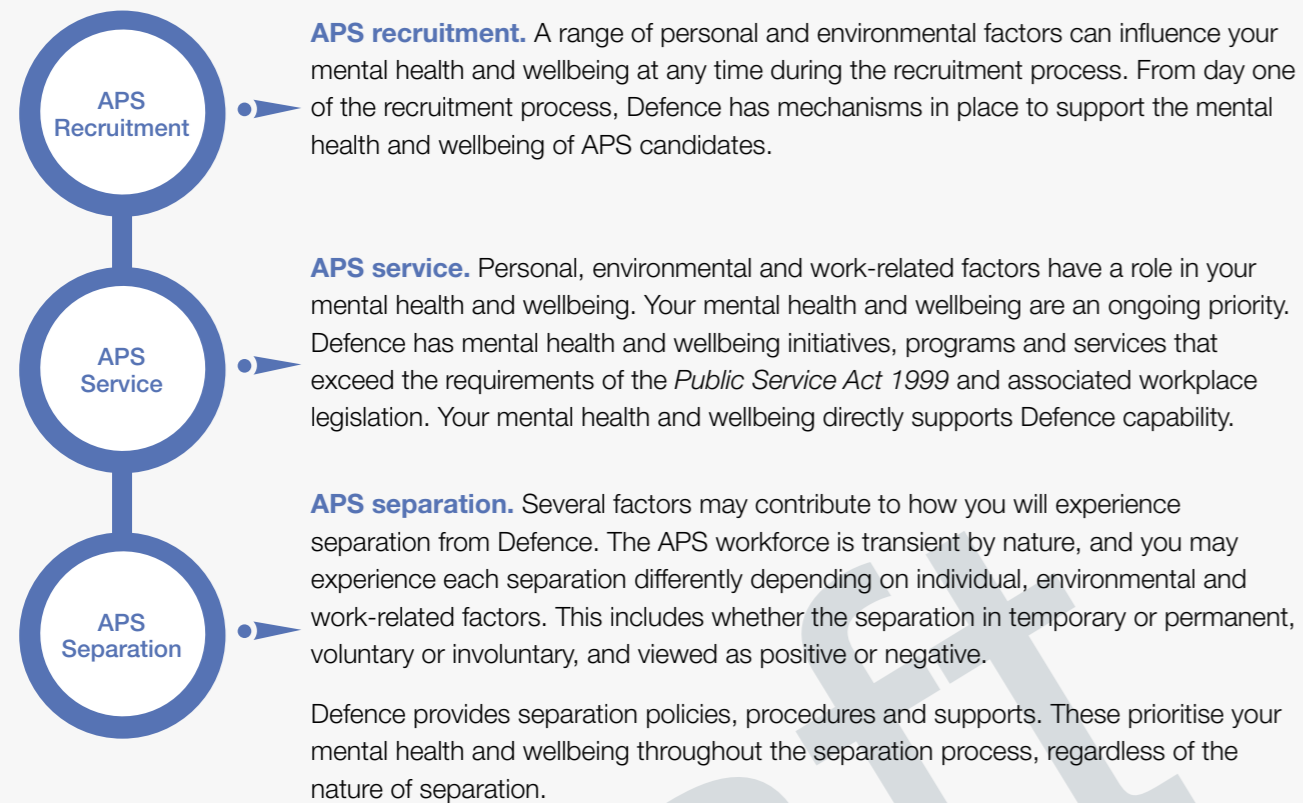 APS
Recruitment
APS recruitment. A range of personal and environmental factors can influence your
mental health and wellbeing at any time during the recruitment process. From day one
of the recruitment process, Defence has mechanisms in place to support the mental
health and wellbeing of APS candidates.
APS
Service
APS service. Personal, environmental and work-related factors have a role in your
mental health and wellbeing. Your mental health and wellbeing are an ongoing priority.
Defence has mental health and wellbeing initiatives, programs and services that
exceed the requirements of the Public Service Act 1999 and associated workplace
legislation. Your mental health and wellbeing directly supports Defence capability.
APS
Separation
APS separation. Several factors may contribute to how you will experience
separation from Defence. The APS workforce is transient by nature, and you may
experience each separation differently depending on individual, environmental and
work-related factors. This includes whether the separation in temporary or permanent,
voluntary or involuntary, and viewed as positive or negative.
Defence provides separation policies, procedures and supports. These prioritise your
mental health and wellbeing throughout the separation process, regardless of the
nature of separation.